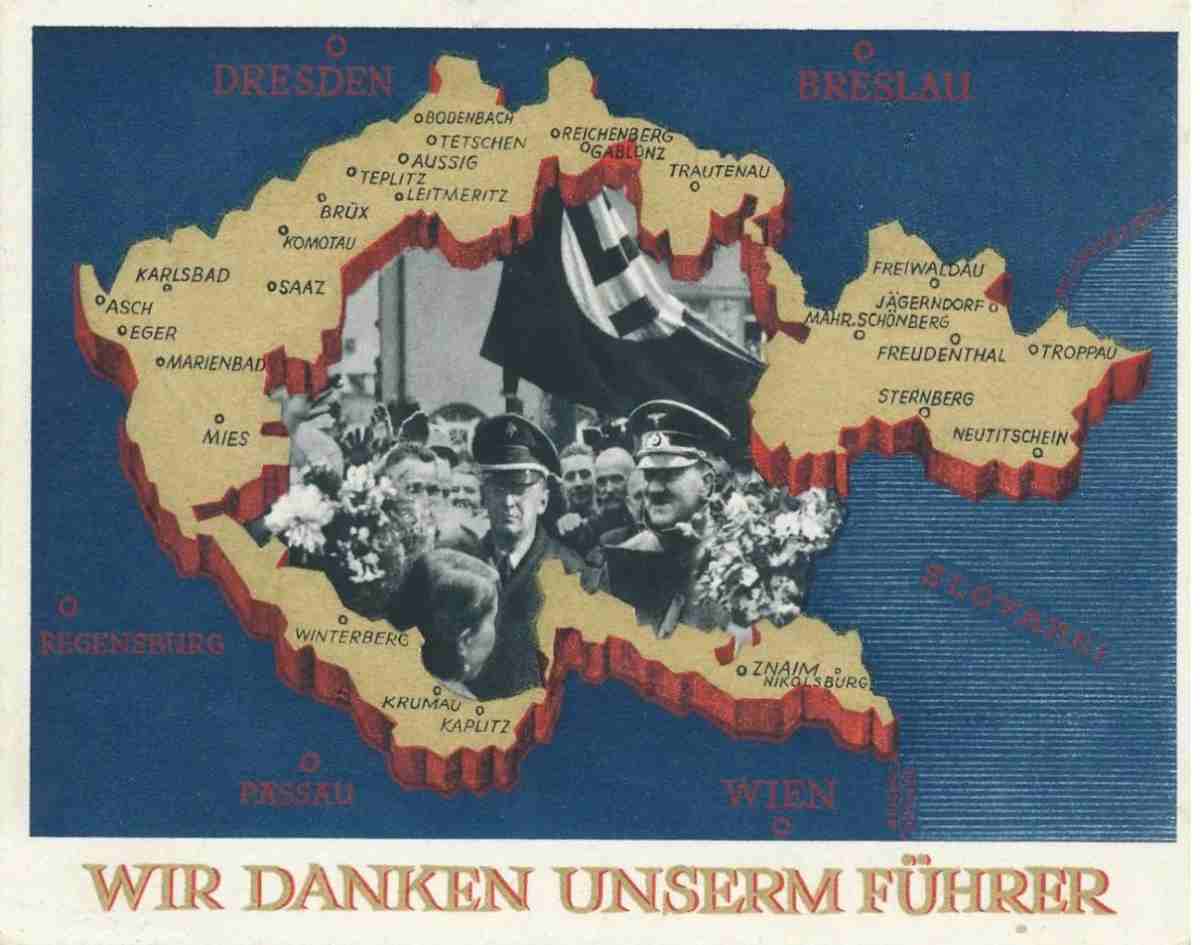 DRESDEN
BRESLAU
BODENBACH
TETSCHEN
REICHENBERG
GABLONZ
AUSSIG
TRAUTENAU
TEPLITZ
LEITMERITZ
BRÜX
KOMOTAU
FREIWALDAU
KARLSBAD
SAAZ
ASCH
JÄGERNDORF
MÄHR. SCHÖNBERG
EGER
FREUDENTHAL
TROPPAU
MARIENBAD
STERNBERG
MIES
NEUTITSCHEIN
SLOVAKEI
REGENSBURG
WINTERBERG
ZNAIM
NIKOLSBURG
KRUMAU
KAPLITZ
PASSAU
WIEN
WIR DANKEN UNSERM FÜHRER